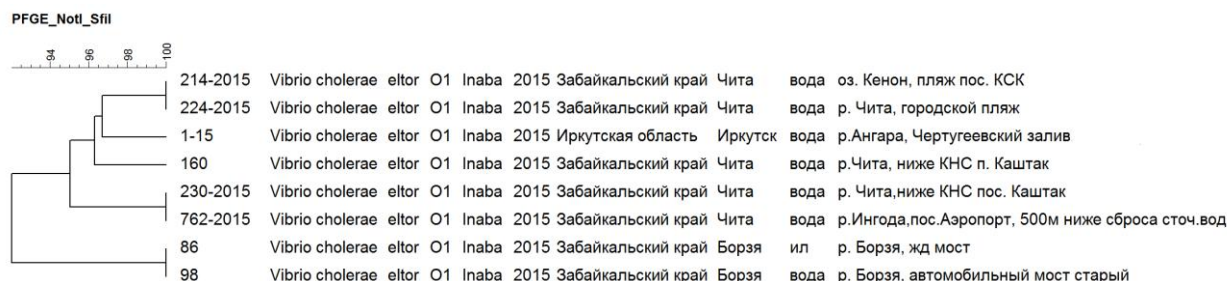 PFGE_NotI_SfiI
94 96 98 100
214-2015 Vibrio cholerae eltor O1 Inaba 2015 Забайкальский край Чита вода оз. Кенон, пляж пос. КСК
224-2015 Vibrio cholerae eltor O1 Inaba 2015 Забайкальский край Чита вода р. Чита, городской пляж
1-15 Vibrio cholerae eltor O1 Inaba 2015 Иркутская область Иркутск вода р.Ангара, Чертугеевский залив
160 Vibrio cholerae eltor O1 Inaba 2015 Забайкальский край Чита вода р.Чита, ниже КНС п. Каштак
230-2015 Vibrio cholerae eltor O1 Inaba 2015 Забайкальский край Чита вода р. Чита,ниже КНС пос. Каштак
762-2015 Vibrio cholerae eltor O1 Inaba 2015 Забайкальский край Чита вода р.Ингода,пос.Аэропорт, 500м ниже сброса сточ.вод
86 Vibrio cholerae eltor O1 Inaba 2015 Забайкальский край Борзя ил р. Борзя, жд мост
98 Vibrio cholerae eltor O1 Inaba 2015 Забайкальский край Борзя вода р. Борзя, автомобильный мост старый